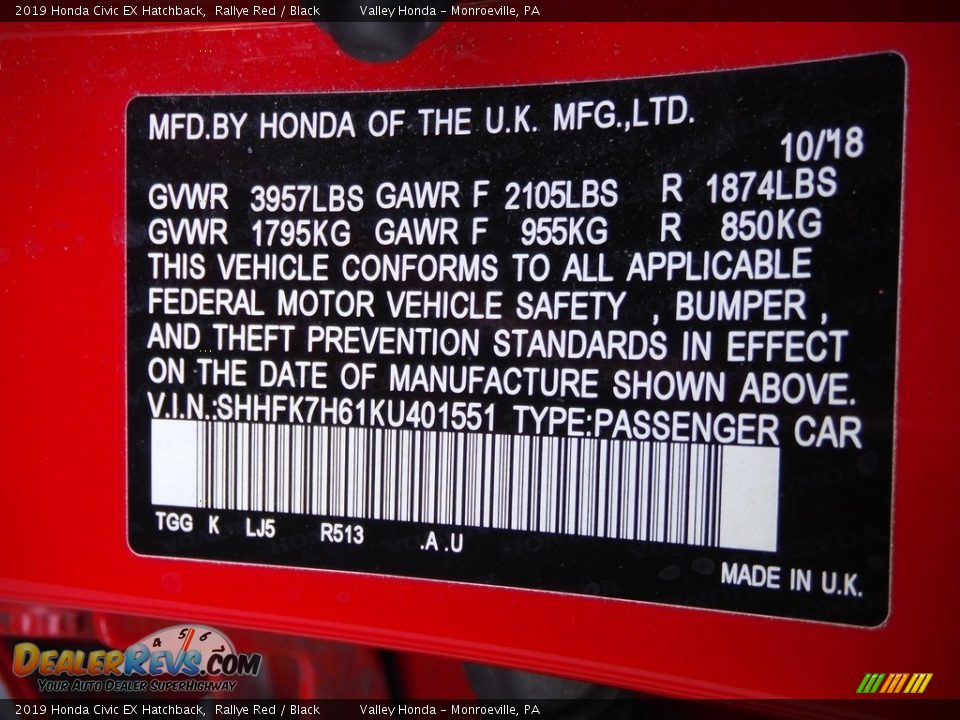 2019 Honda Civic EX Hatchback, Rallye Red / Black Valley Honda - Monroeville, PA
MFD.BY HONDA OF THE U.K. MFG.,LTD.
10/'18
GVWR 3957LBS GAWR F 2105LBS R 1874LBS
GVWR 1795KG GAWR F 955KG R 850KG
THIS VEHICLE CONFORMS TO ALL APPLICABLE
FEDERAL MOTOR VEHICLE SAFETY , BUMPER ,
AND THEFT PREVENTION STANDARDS IN EFFECT
ON THE DATE OF MANUFACTURE SHOWN ABOVE.
V.I.N.:SHHFK7H61KU401551 TYPE:PASSENGER CAR
TGG K LJ5 R513 .A .U
MADE IN U.K.
4 5 6
DEALERREVS.COM
YOUR AUTO DEALER SUPERHIGHWAY
2019 Honda Civic EX Hatchback, Rallye Red / Black Valley Honda - Monroeville, PA